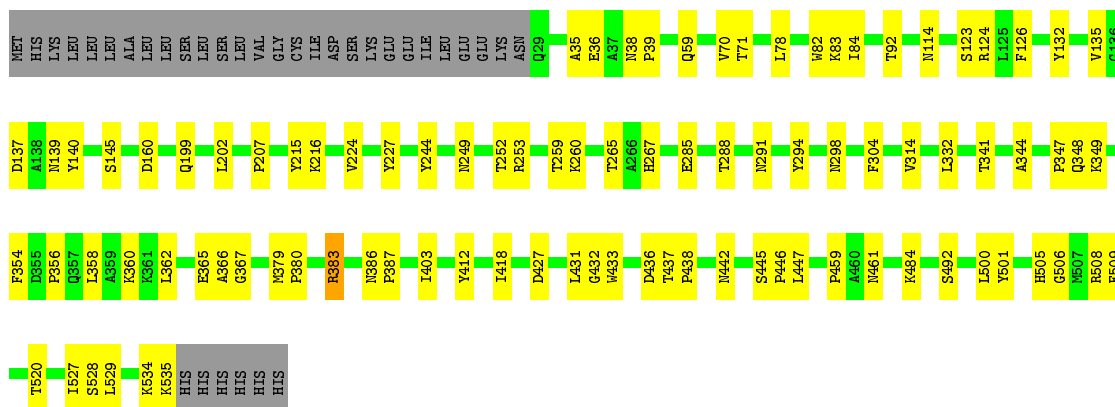 MET HIS LYS LEU LEU LEU LEU ALA LEU LEU SER LEU SER SER LEU VAL GLY CYS ILE ASP SER LYS GLU GLU ILE LEU GLU GLU LYS ASN Q29 A35 E36 A37 N38 P39 Q59 V70 T71 L78 W82 K83 I84 T92 N114 S123 R124 L125 F126 Y132 V135 G136
D137 A138 N139 Y140 S145 D160 Q199 L202 P207 Y215 K216 V224 Y227 Y244 N249 T252 R253 T259 K260 T265 A266 H267 E285 T288 N291 Y294 N298 F304 V314 L332 T341 A344 P347 Q348 K349
F354 D355 P356 Q357 L358 A359 K360 K361 L362 E365 A366 G367 M379 P380 R383 N386 P387 I403 Y412 I418 D427 L431 G432 W433 D436 T437 P438 N442 S445 P446 L447 P459 A460 N461 K484 S492 L500 Y501 H505 G506 M507 R508
T520 I527 S528 L529 K534 K535 HIS HIS HIS HIS HIS HIS